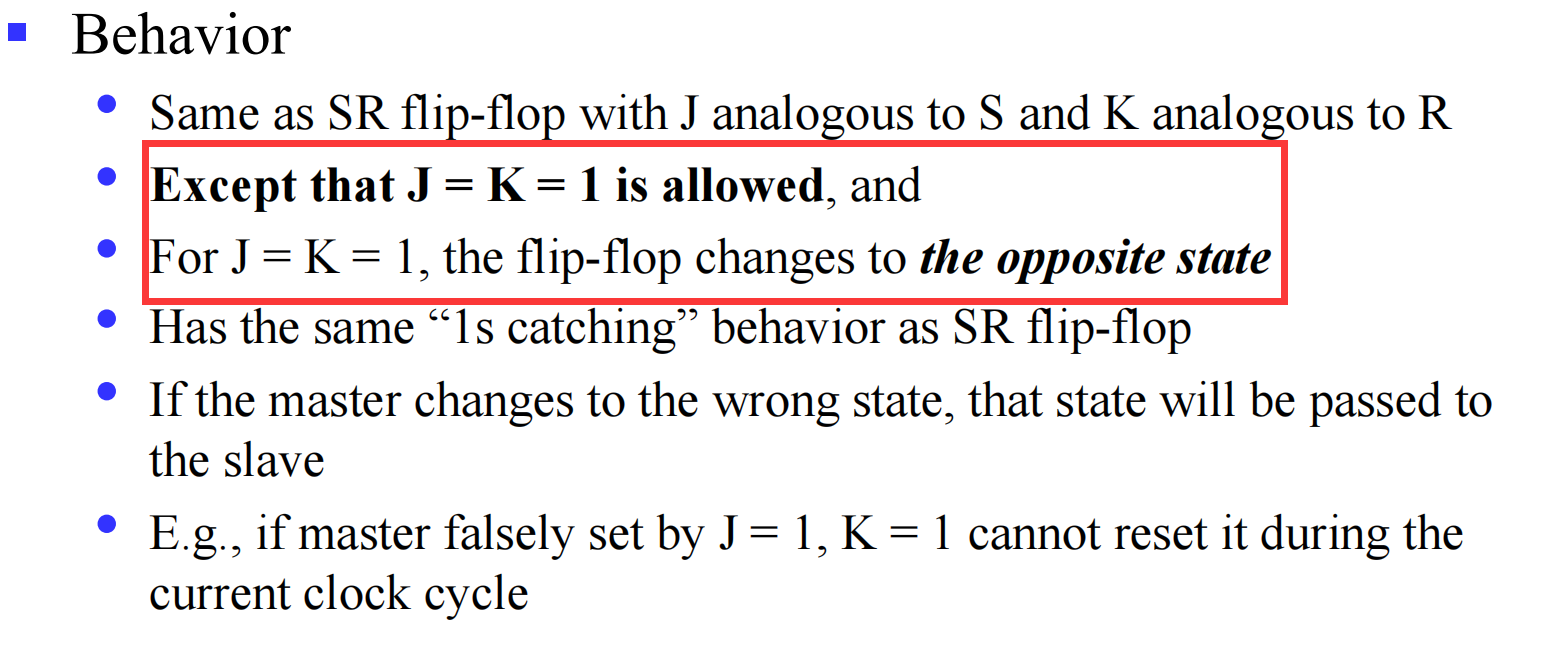 Behavior
Same as SR flip-flop with J analogous to S and K analogous to R
Except that J = K = 1 is allowed, and
For J = K = 1, the flip-flop changes to the opposite state
Has the same “1s catching” behavior as SR flip-flop
If the master changes to the wrong state, that state will be passed to
the slave
E.g., if master falsely set by J = 1, K = 1 cannot reset it during the
current clock cycle